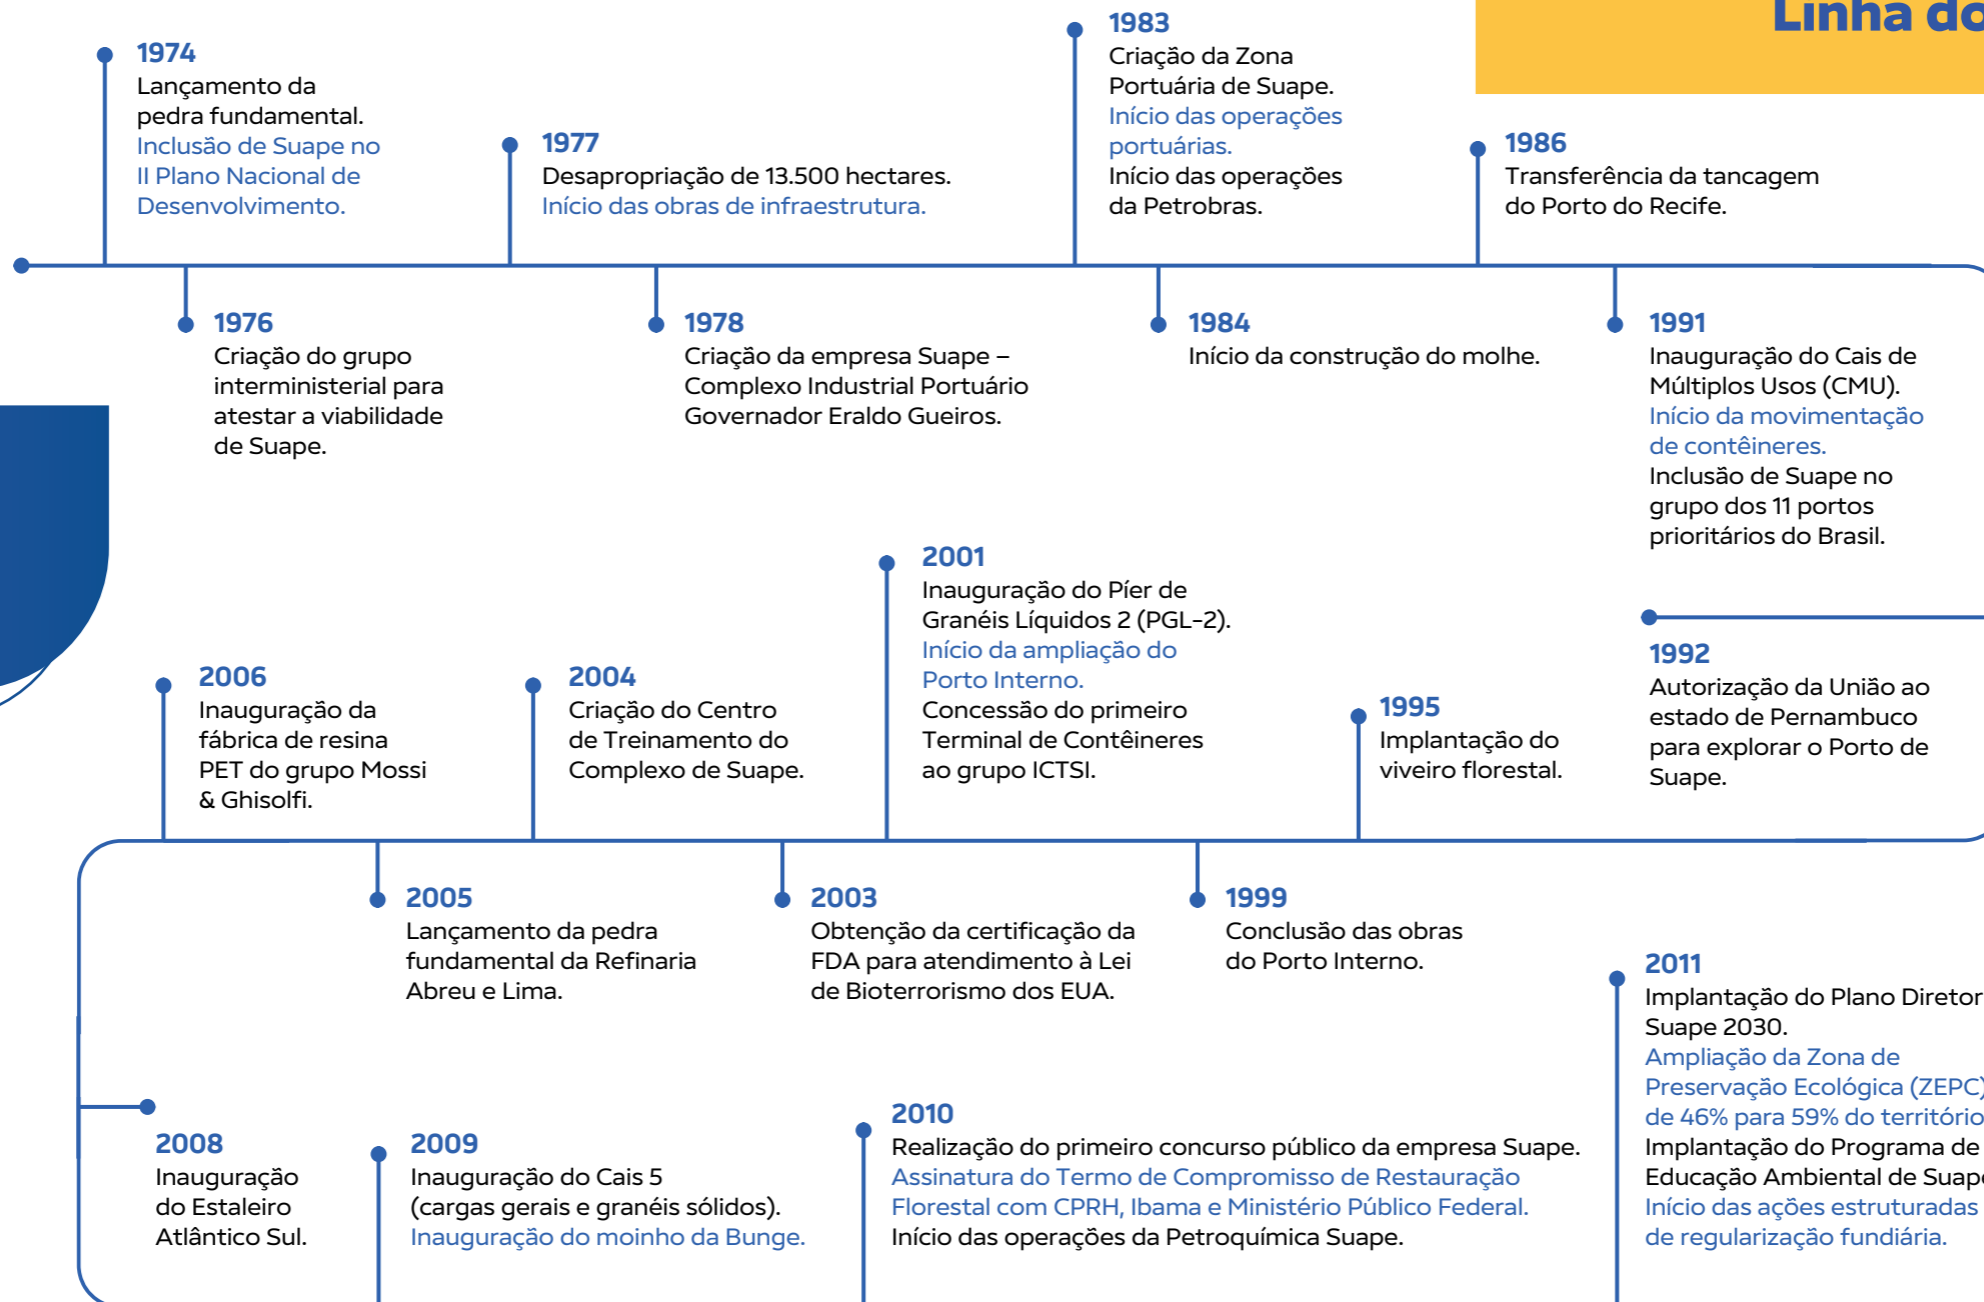 Linha do
1974
Lançamento da
pedra fundamental.
Inclusão de Suape no
II Plano Nacional de
Desenvolvimento.
1976
Criação do grupo
interministerial para
atestar a viabilidade
de Suape.
1977
Desapropriação de 13.500 hectares.
Início das obras de infraestrutura.
1978
Criação da empresa Suape –
Complexo Industrial Portuário
Governador Eraldo Gueiros.
1983
Criação da Zona
Portuária de Suape.
Início das operações
portuárias.
Início das operações
da Petrobras.
1984
Início da construção do molhe.
1986
Transferência da tancagem
do Porto do Recife.
1991
Inauguração do Cais de
Múltiplos Usos (CMU).
Início da movimentação
de contêineres.
Inclusão de Suape no
grupo dos 11 portos
prioritários do Brasil.
1992
Autorização da União ao
estado de Pernambuco
para explorar o Porto de
Suape.
1995
Implantação do
viveiro florestal.
1999
Conclusão das obras
do Porto Interno.
2001
Inauguração do Píer de
Granéis Líquidos 2 (PGL-2).
Início da ampliação do
Porto Interno.
Concessão do primeiro
Terminal de Contêineres
ao grupo ICTSI.
2003
Obtenção da certificação da
FDA para atendimento à Lei
de Bioterrorismo dos EUA.
2004
Criação do Centro
de Treinamento do
Complexo de Suape.
2005
Lançamento da pedra
fundamental da Refinaria
Abreu e Lima.
2006
Inauguração da
fábrica de resina
PET do grupo Mossi
& Ghisolfi.
2008
Inauguração
do Estaleiro
Atlântico Sul.
2009
Inauguração do Cais 5
(cargas gerais e granéis sólidos).
Inauguração do moinho da Bunge.
2010
Realização do primeiro concurso público da empresa Suape.
Assinatura do Termo de Compromisso de Restauração
Florestal com CPRH, Ibama e Ministério Público Federal.
Início das operações da Petroquímica Suape.
2011
Implantação do Plano Diretor
Suape 2030.
Ampliação da Zona de
Preservação Ecológica (ZEPC)
de 46% para 59% do território
Implantação do Programa de
Educação Ambiental de Suape
Início das ações estruturadas
de regularização fundiária.